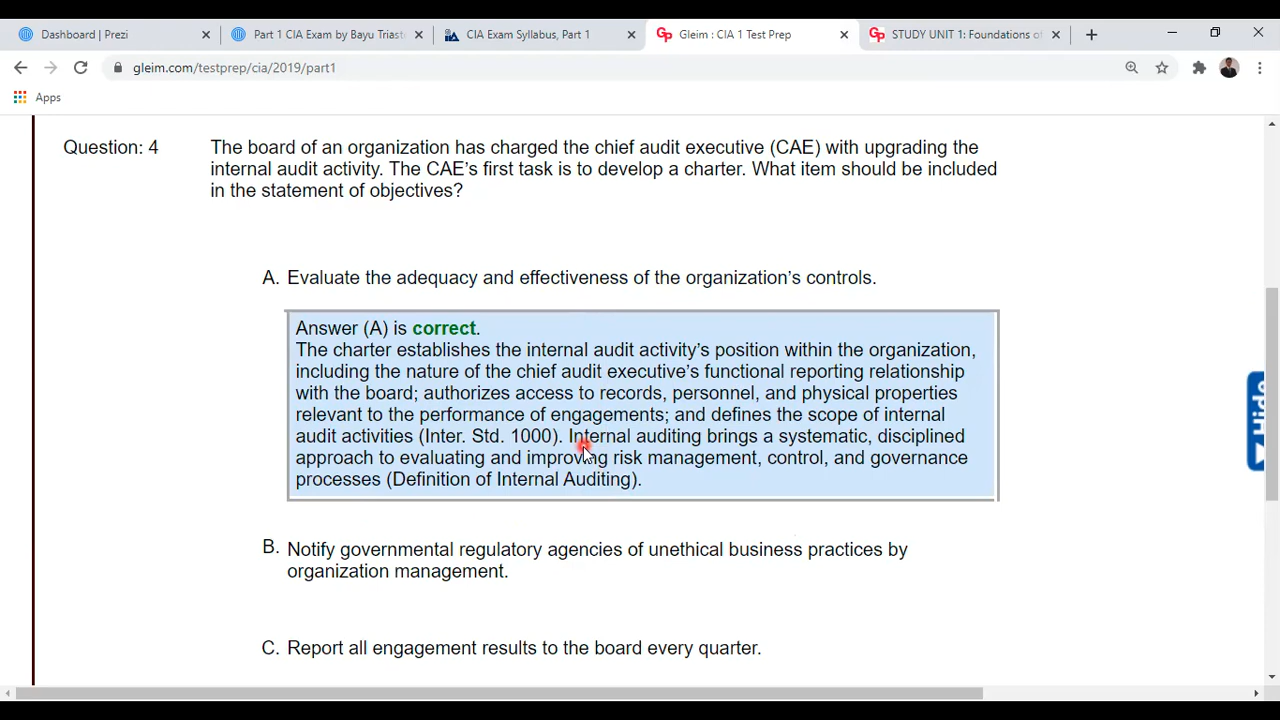 Dashboard | Prezi
Part 1 CIA Exam by Bayu Triast
CIA Exam Syllabus, Part 1
Gleim : CIA 1 Test Prep
STUDY UNIT 1: Foundations of
gleim.com/testprep/cia/2019/part1
Apps
Question: 4
The board of an organization has charged the chief audit executive (CAE) with upgrading the
internal audit activity. The CAE's first task is to develop a charter. What item should be included
in the statement of objectives?
A. Evaluate the adequacy and effectiveness of the organization's controls.
Answer (A) is correct.
The charter establishes the internal audit activity's position within the organization,
including the nature of the chief audit executive's functional reporting relationship
with the board; authorizes access to records, personnel, and physical properties
relevant to the performance of engagements; and defines the scope of internal
audit activities (Inter. Std. 1000). Internal auditing brings a systematic, disciplined
approach to evaluating and improving risk management, control, and governance
processes (Definition of Internal Auditing).
B. Notify governmental regulatory agencies of unethical business practices by
organization management.
C. Report all engagement results to the board every quarter.
Hide